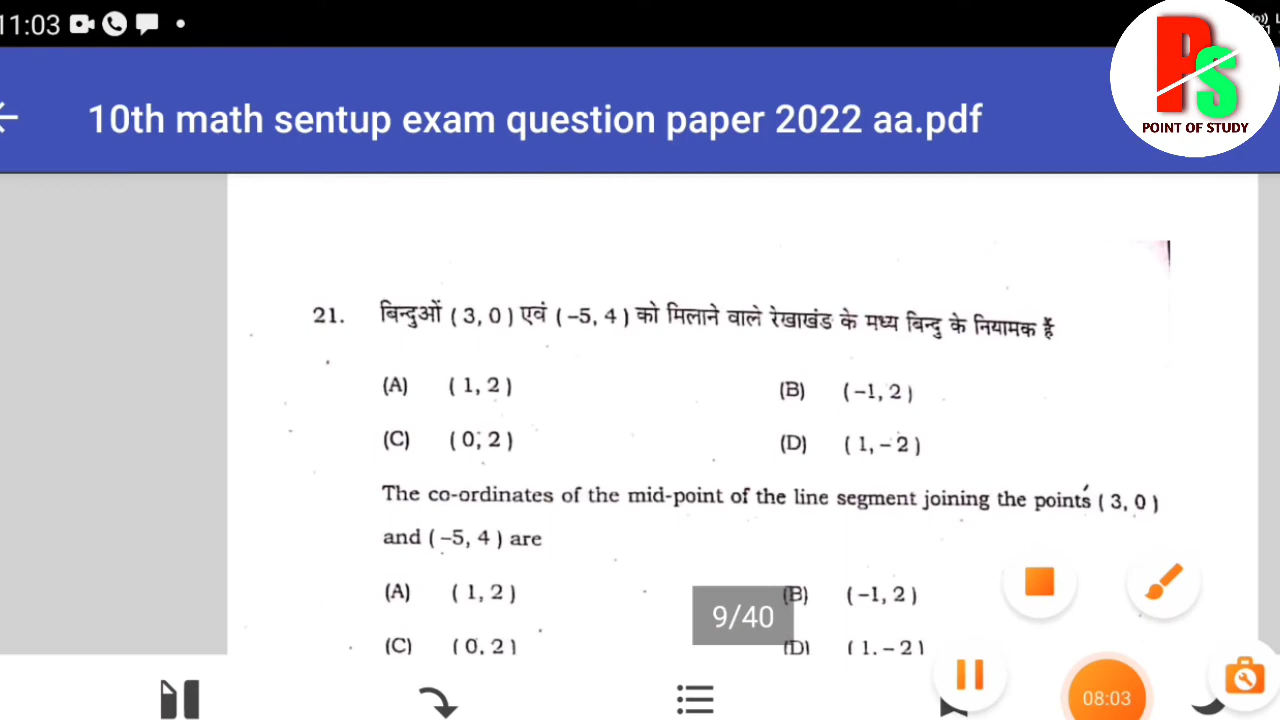 11:03
10th math sentup exam question paper 2022 aa.pdf
PS
POINT OF STUDY
21. बिन्दुओं ( 3, 0 ) एवं ( –5, 4 ) को मिलाने वाले रेखाखंड के मध्य बिन्दु के नियामक हैं
(A) ( 1, 2 ) (B) ( –1, 2 )
(C) ( 0, 2 ) (D) ( 1, – 2 )
The co-ordinates of the mid-point of the line segment joining the points ( 3, 0 )
and ( –5, 4 ) are
(A) ( 1, 2 ) (B) ( –1, 2 )
9/40
(C) ( 0, 2 ) (D) ( 1, – 2 )
08:03